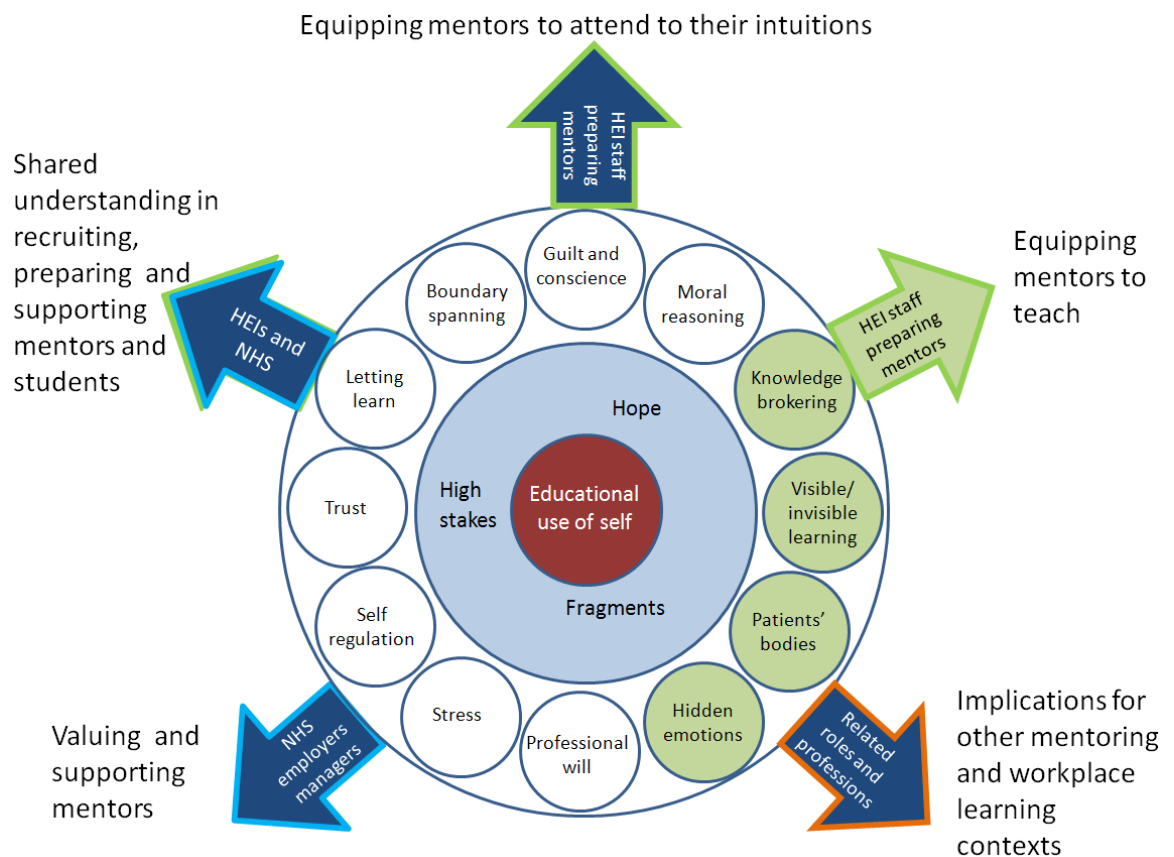 Equipping mentors to attend to their intuitions
HEI staff
preparing
mentors
Shared
understanding in
recruiting,
preparing and
supporting
mentors and
students
HEIs and
NHS
Equipping
mentors to
teach
HEI staff
preparing
mentors
Guilt and
conscience
Boundary
spanning
Moral
reasoning
Letting
learn
Knowledge
brokering
Hope
High
stakes
Educational
use of self
Fragments
Trust
Visible/
invisible
learning
Self
regulation
Patients’
bodies
Stress
Professional
will
Hidden
emotions
NHS
employers
managers
Valuing and
supporting
mentors
Related
roles and
professions
Implications for
other mentoring
and workplace
learning
contexts